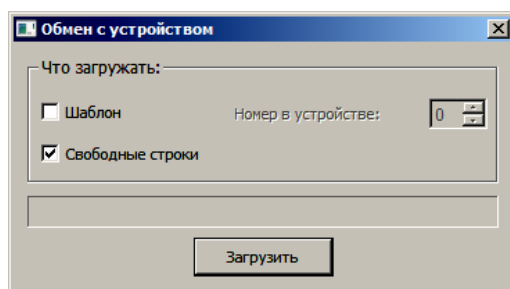 Обмен с устройством
Что загружать:
Шаблон Номер в устройстве: 0
Свободные строки
Загрузить